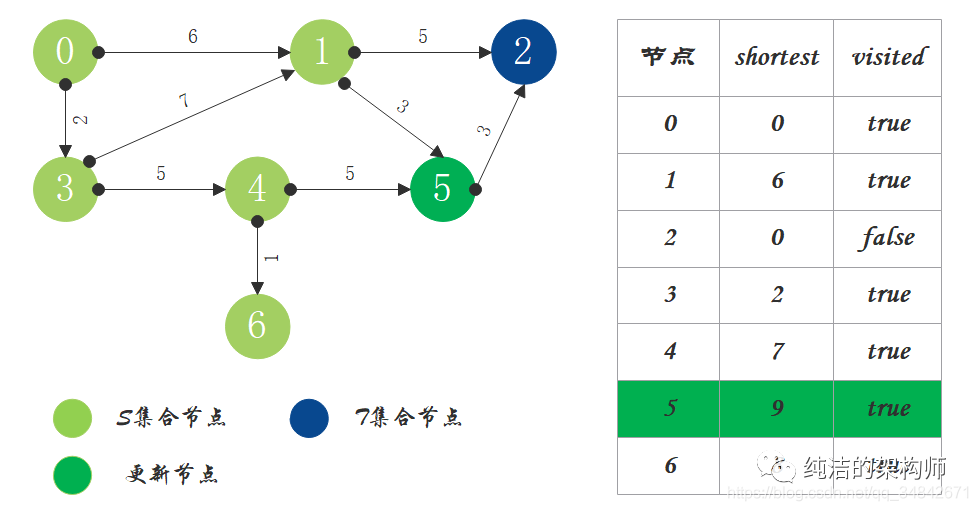 0 6 1 5 2
7 3
2 3
3 5 4 5 5
1
6
S集合节点 T集合节点
更新节点
节点 shortest visited
0 0 true
1 6 true
2 0 false
3 2 true
4 7 true
5 9 true
6
纯洁的架构师
https://blog.csdn.net/qq_34842671